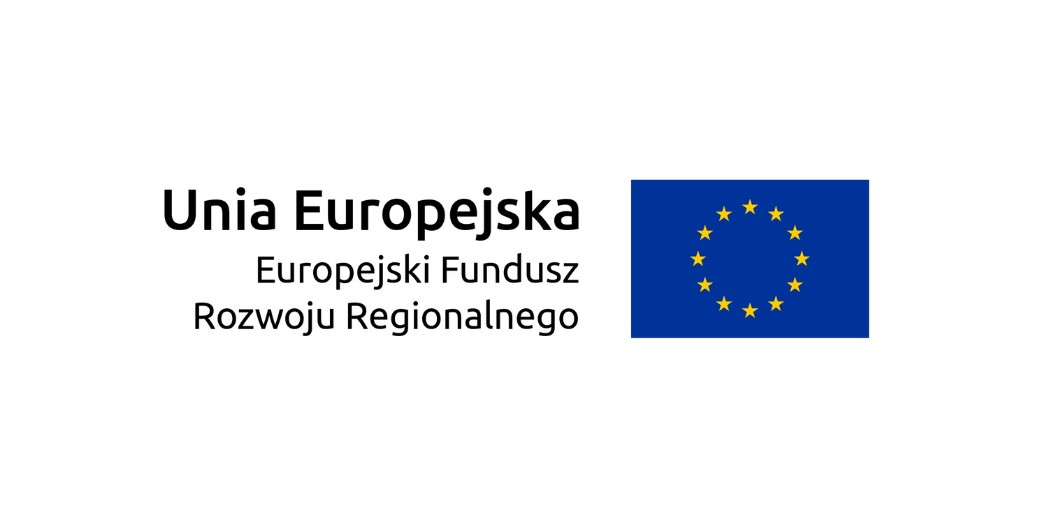 Unia Europejska
Europejski Fundusz
Rozwoju Regionalnego